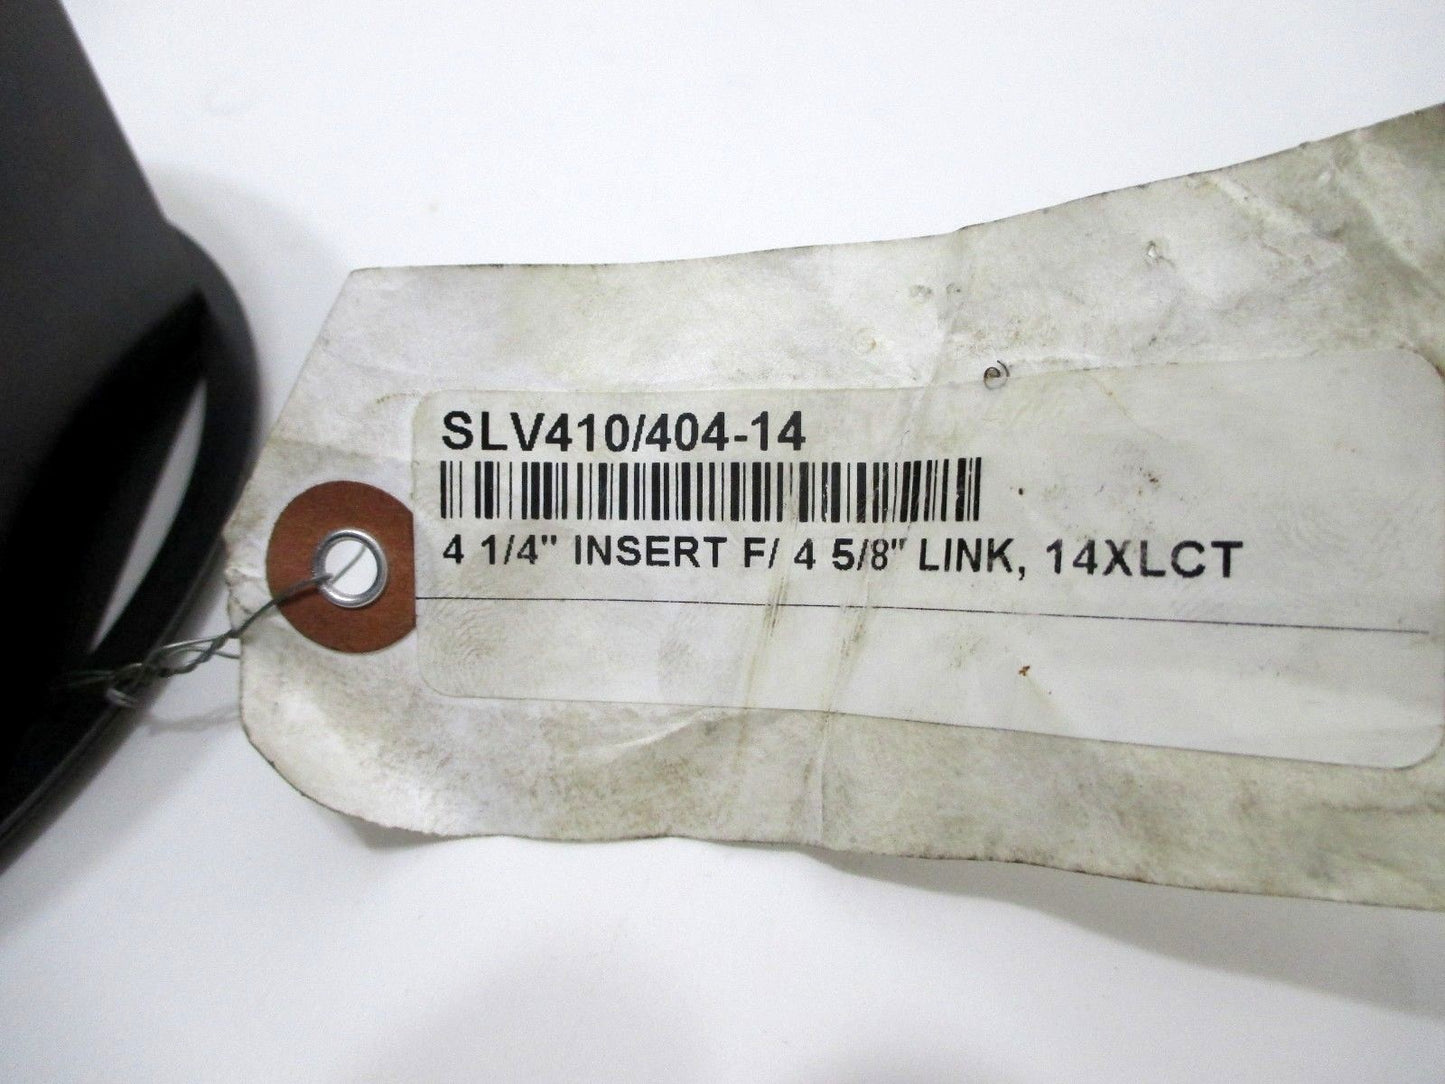 SLV410/404-14
4 1/4" INSERT F/ 4 5/8" LINK, 14XLCT